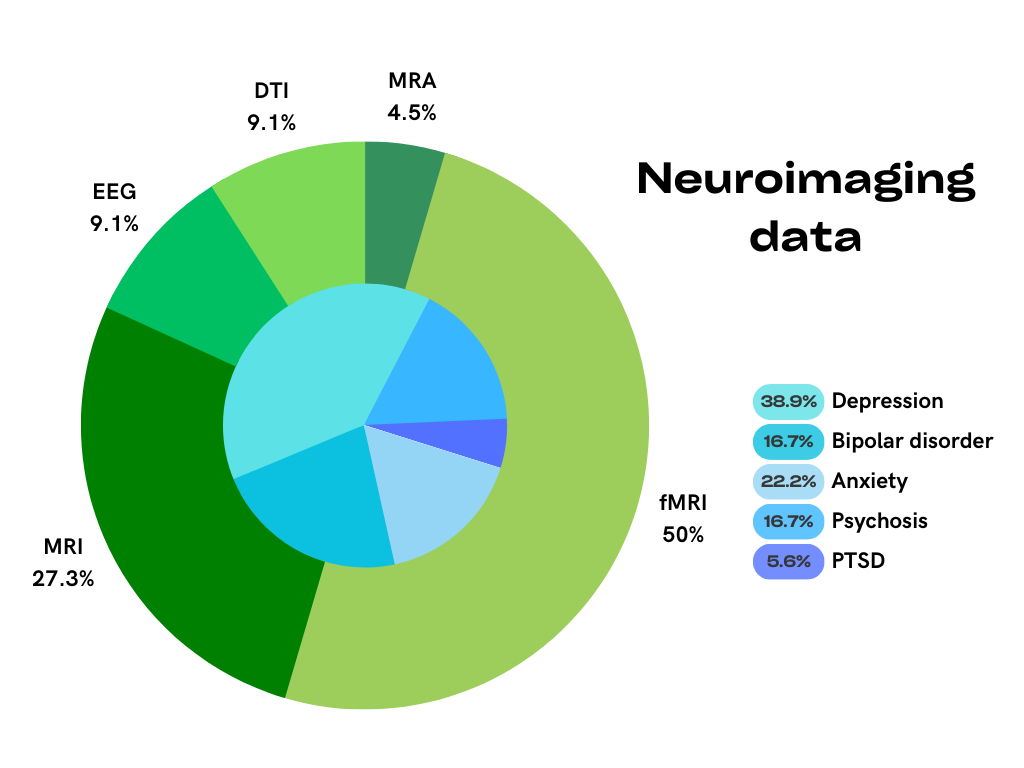 MRA
4.5%
DTI
9.1%
EEG
9.1%
Neuroimaging
data
38.9% Depression
16.7% Bipolar disorder
22.2% Anxiety
16.7% Psychosis
5.6% PTSD
fMRI
50%
MRI
27.3%